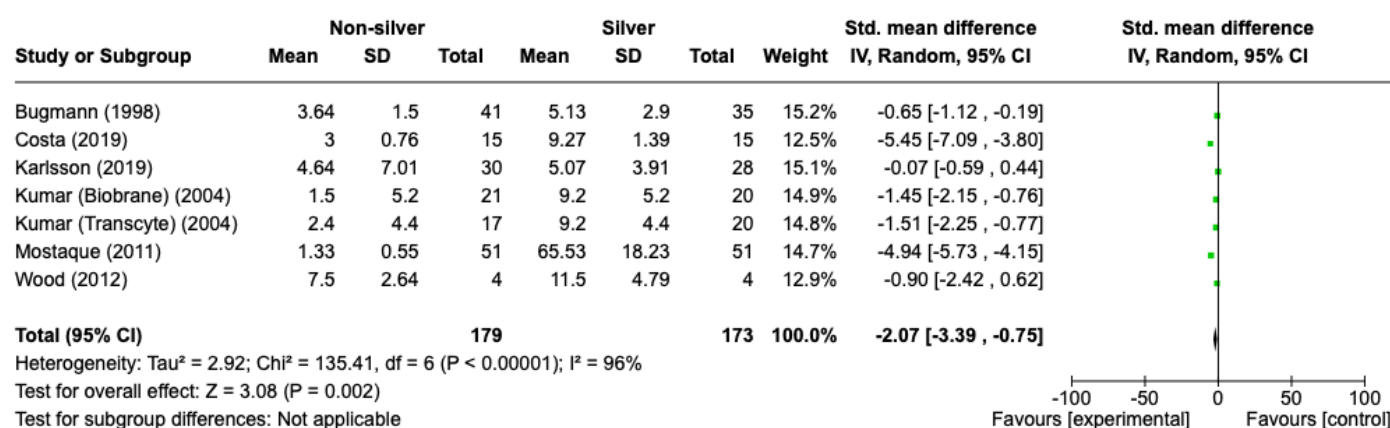 Non-silver Silver Std. mean difference Std. mean difference
Study or Subgroup Mean SD Total Mean SD Total Weight IV, Random, 95% CI IV, Random, 95% CI
Bugmann (1998) 3.64 1.5 41 5.13 2.9 35 15.2% -0.65 [-1.12 , -0.19]
Costa (2019) 3 0.76 15 9.27 1.39 15 12.5% -5.45 [-7.09 , -3.80]
Karlsson (2019) 4.64 7.01 30 5.07 3.91 28 15.1% -0.07 [-0.59 , 0.44]
Kumar (Biobrane) (2004) 1.5 5.2 21 9.2 5.2 20 14.9% -1.45 [-2.15 , -0.76]
Kumar (Transcyte) (2004) 2.4 4.4 17 9.2 4.4 20 14.8% -1.51 [-2.25 , -0.77]
Mostaque (2011) 1.33 0.55 51 65.53 18.23 51 14.7% -4.94 [-5.73 , -4.15]
Wood (2012) 7.5 2.64 4 11.5 4.79 4 12.9% -0.90 [-2.42 , 0.62]
Total (95% CI) 179 173 100.0% -2.07 [-3.39 , -0.75]
Heterogeneity: Tau² = 2.92; Chi² = 135.41, df = 6 (P < 0.00001); I² = 96%
Test for overall effect: Z = 3.08 (P = 0.002) -100 -50 0 50 100
Test for subgroup differences: Not applicable Favours [experimental] Favours [control]